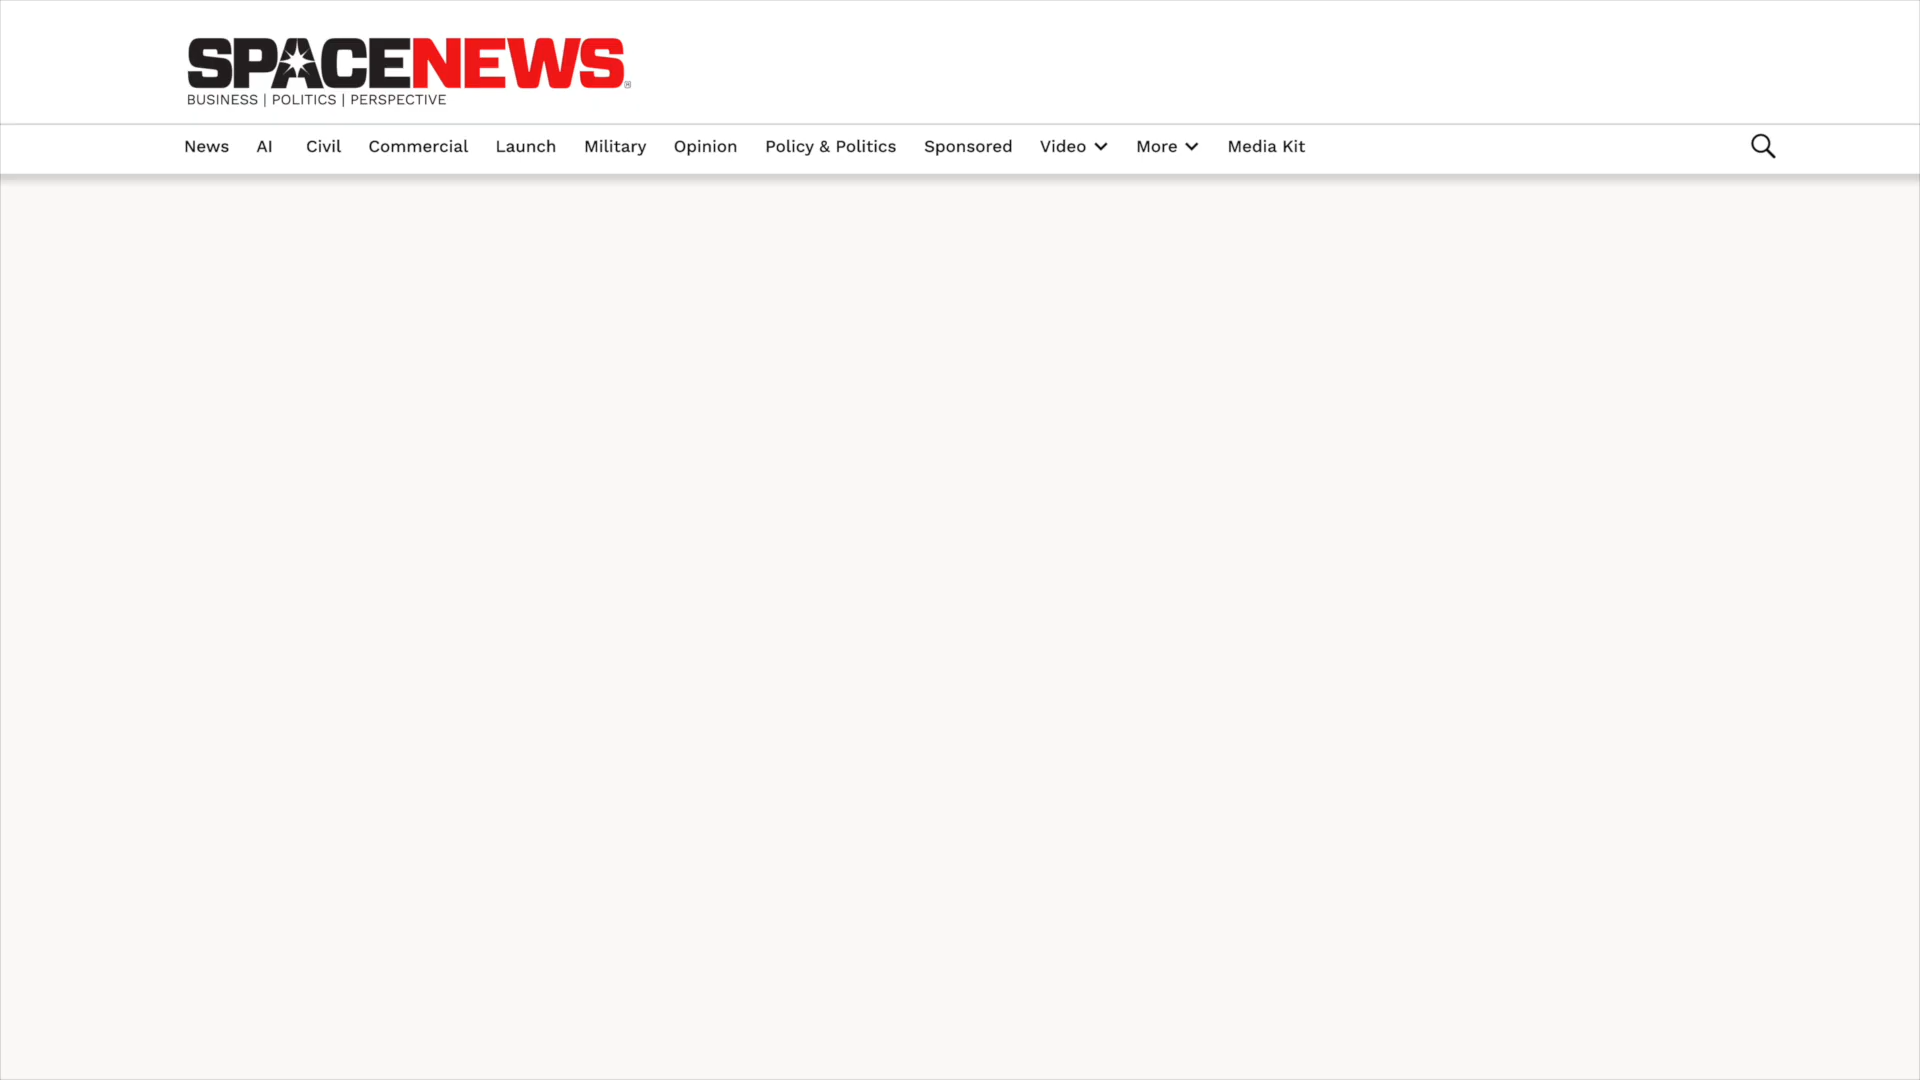 SPACENEWS®
BUSINESS | POLITICS | PERSPECTIVE
News AI Civil Commercial Launch Military Opinion Policy & Politics Sponsored Video More Media Kit